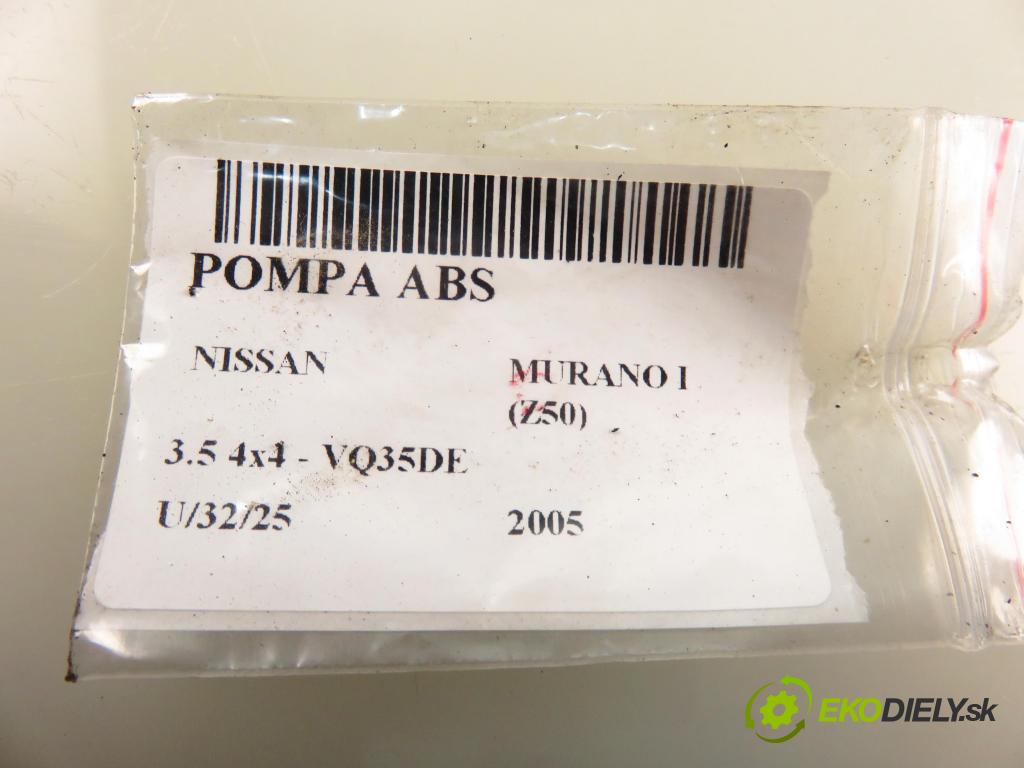 POMPA ABS
NISSAN
MURANO I
(Z50)
3.5 4x4 - VQ35DE
U/32/25
2005
EKODIELY.sk